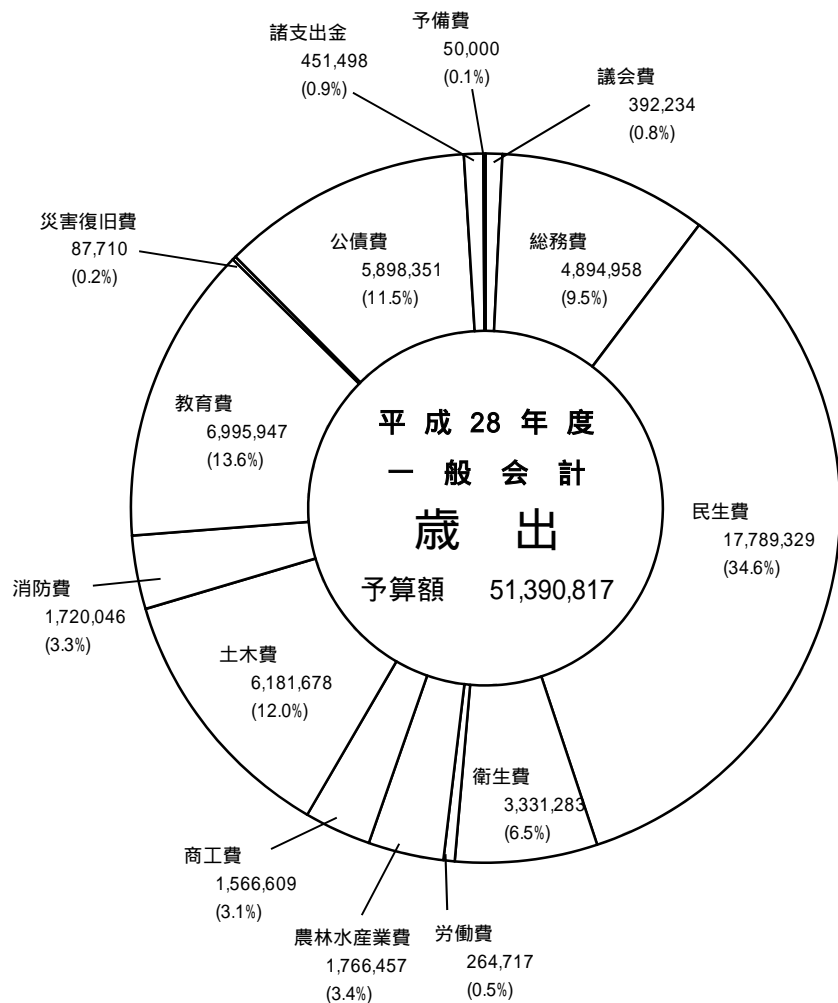 諸支出金
451,498
(0.9%)
予備費
50,000
(0.1%)
議会費
392,234
(0.8%)
災害復旧費
87,710
(0.2%)
公債費
5,898,351
(11.5%)
総務費
4,894,958
(9.5%)
教育費
6,995,947
(13.6%)
平成28年度
一般会計
歳出
予算額 51,390,817
民生費
17,789,329
(34.6%)
消防費
1,720,046
(3.3%)
土木費
6,181,678
(12.0%)
衛生費
3,331,283
(6.5%)
商工費
1,566,609
(3.1%)
農林水産業費
1,766,457
(3.4%)
労働費
264,717
(0.5%)